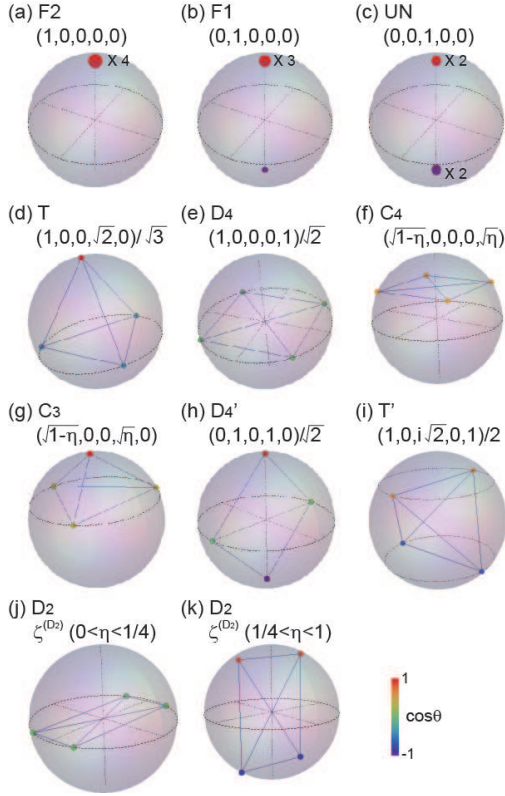 (a) F2
(1,0,0,0,0)
X 4
(b) F1
(0,1,0,0,0)
X 3
(c) UN
(0,0,1,0,0)
X 2
X 2
(d) T
(1,0,0,√2,0)/√3
(e) D4
(1,0,0,0,1)/√2
(f) C4
(√1-η,0,0,0,√η)
(g) C3
(√1-η,0,0,√η,0)
(h) D4'
(0,1,0,1,0)/√2
(i) T'
(1,0,i√2,0,1)/2
(j) D2
ζ(D2) (0<η<1/4)
(k) D2
ζ(D2) (1/4<η<1)
1
cosθ
-1